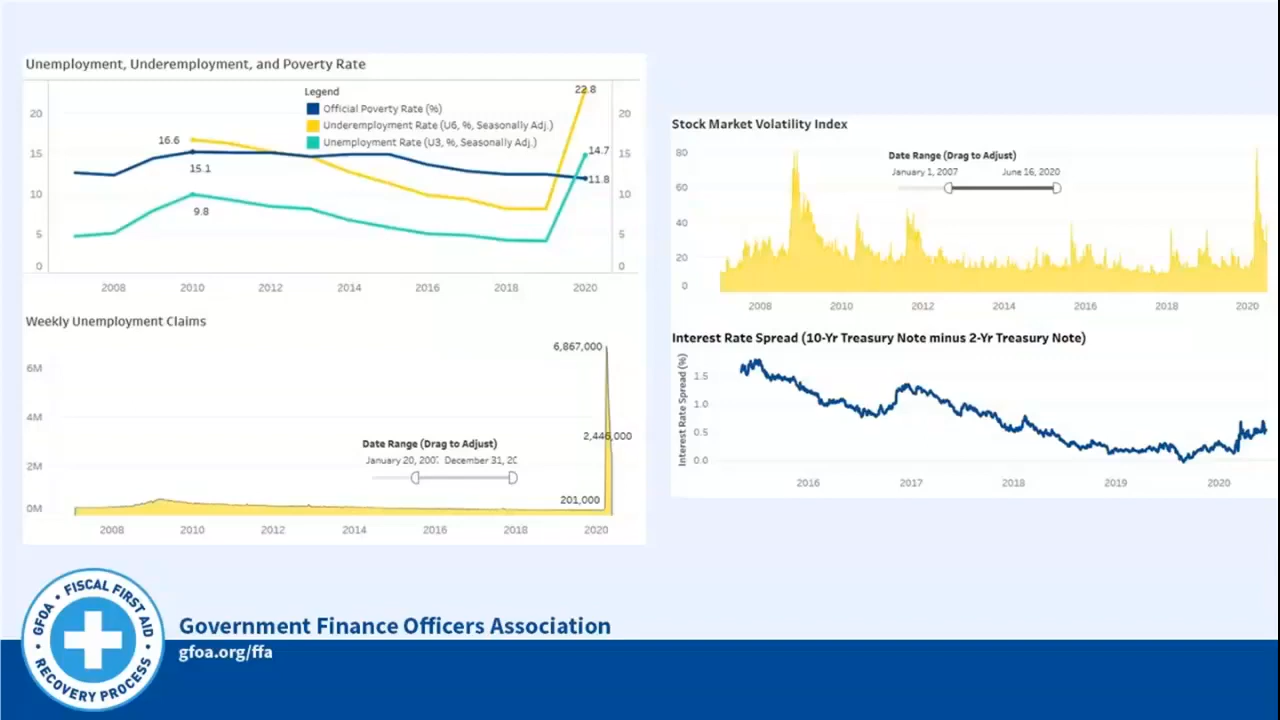 Unemployment, Underemployment, and Poverty Rate
Legend
Official Poverty Rate (%)
Underemployment Rate (U6, %, Seasonally Adj.)
Unemployment Rate (U3, %, Seasonally Adj.)
20
15
10
5
0
16.6
15.1
9.8
22.8
14.7
11.8
20
15
10
5
0
2008 2010 2012 2014 2016 2018 2020
Weekly Unemployment Claims
6M
4M
2M
0M
6,867,000
2,446,000
201,000
Date Range (Drag to Adjust)
January 20, 200 December 31, 20
2008 2010 2012 2014 2016 2018 2020
Stock Market Volatility Index
80
60
40
20
0
Date Range (Drag to Adjust)
January 1, 2007 June 16, 2020
2008 2010 2012 2014 2016 2018 2020
Interest Rate Spread (10-Yr Treasury Note minus 2-Yr Treasury Note)
Interest Rate Spread (%)
1.5
1.0
0.5
0.0
2016 2017 2018 2019 2020
GFOA • FISCAL FIRST AID • RECOVERY PROCESS •
Government Finance Officers Association
gfoa.org/ffa